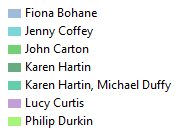 Fiona Bohane
Jenny Coffey
John Carton
Karen Hartin
Karen Hartin, Michael Duffy
Lucy Curtis
Philip Durkin